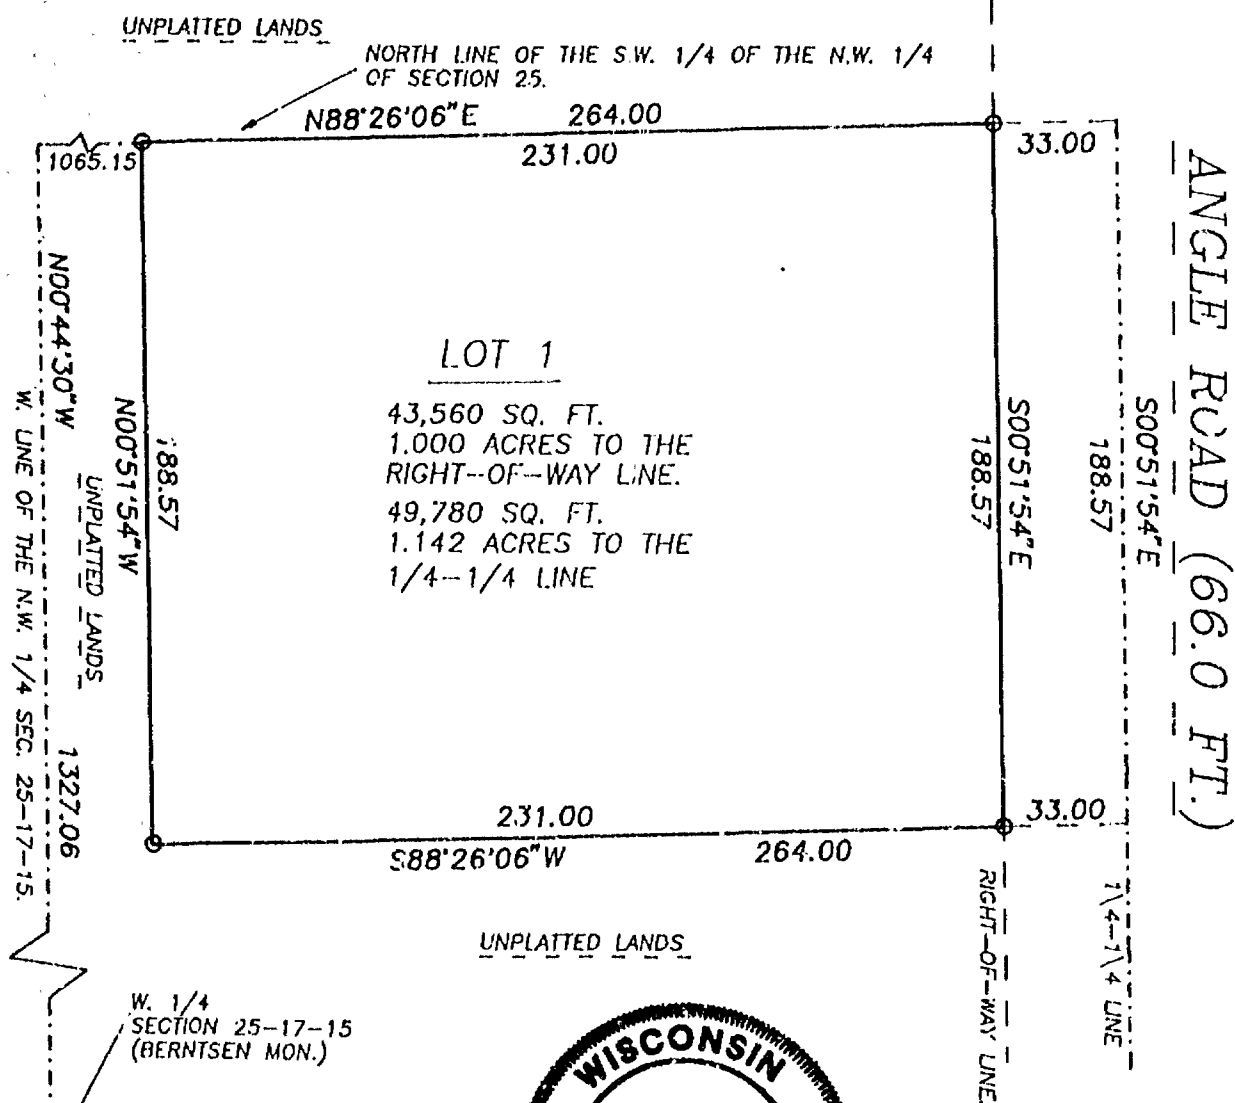 UNPLATTED LANDS
NORTH LINE OF THE S.W. 1/4 OF THE N.W. 1/4
OF SECTION 25.
N88°26'06"E 264.00
1065.15
231.00
33.00
ANGLE ROAD (66.0 FT.)
N00°44'30"W
1327.06
W. LINE OF THE N.W. 1/4 SEC. 25-17-15.
UNPLATTED LANDS
N00°51'54"W
188.57
LOT 1
43,560 SQ. FT.
1.000 ACRES TO THE
RIGHT-OF-WAY LINE.
49,780 SQ. FT.
1.142 ACRES TO THE
1/4-1/4 LINE
S00°51'54"E
188.57
S00°51'54"E
188.57
231.00
33.00
S88°26'06"W 264.00
RIGHT-OF-WAY LINE.
1\4-1\4 LINE
UNPLATTED LANDS
W. 1/4
SECTION 25-17-15
(BERNTSEN MON.)
WISCONSIN